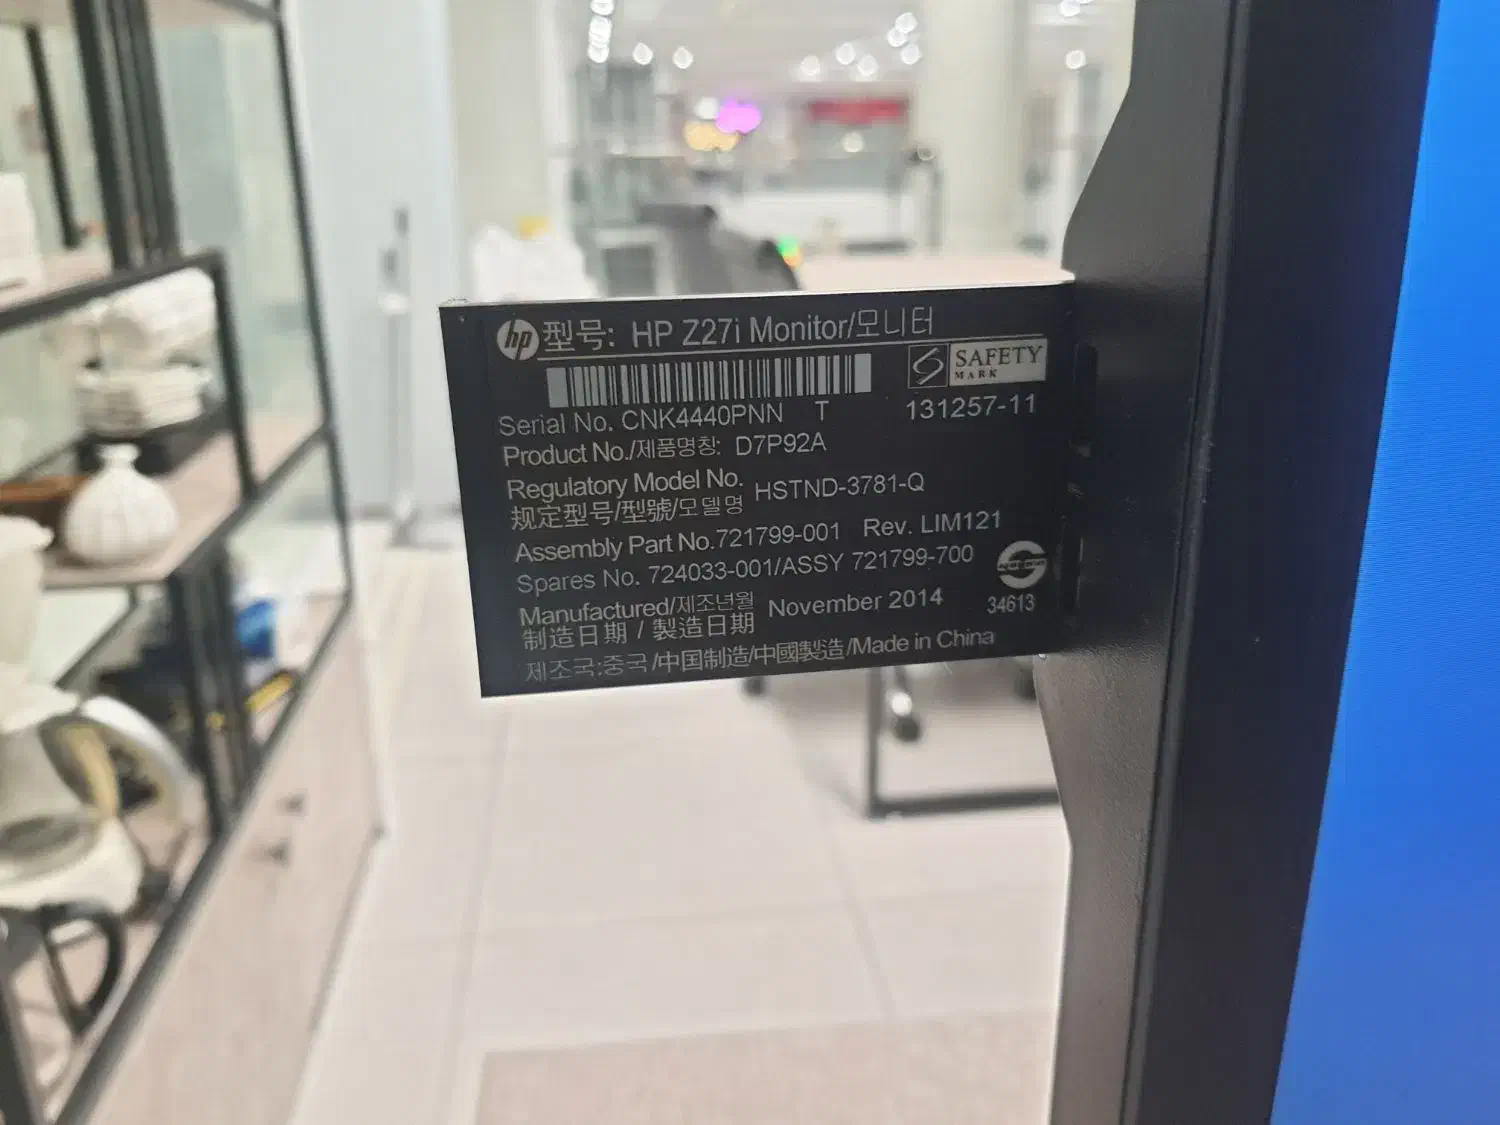 hp 型号: HP Z27i Monitor/모니터
SAFETY
MARK
Serial No. CNK4440PNN T
131257-11
Product No./제품명칭: D7P92A
Regulatory Model No.
规定型号/型號/모델명 HSTND-3781-Q
Assembly Part No.721799-001 Rev. LIM121
Spares No. 724033-001/ASSY 721799-700
Manufactured/제조년월
制造日期 / 製造日期 November 2014
34613
제조국:중국/中国制造/中國製造/Made in China